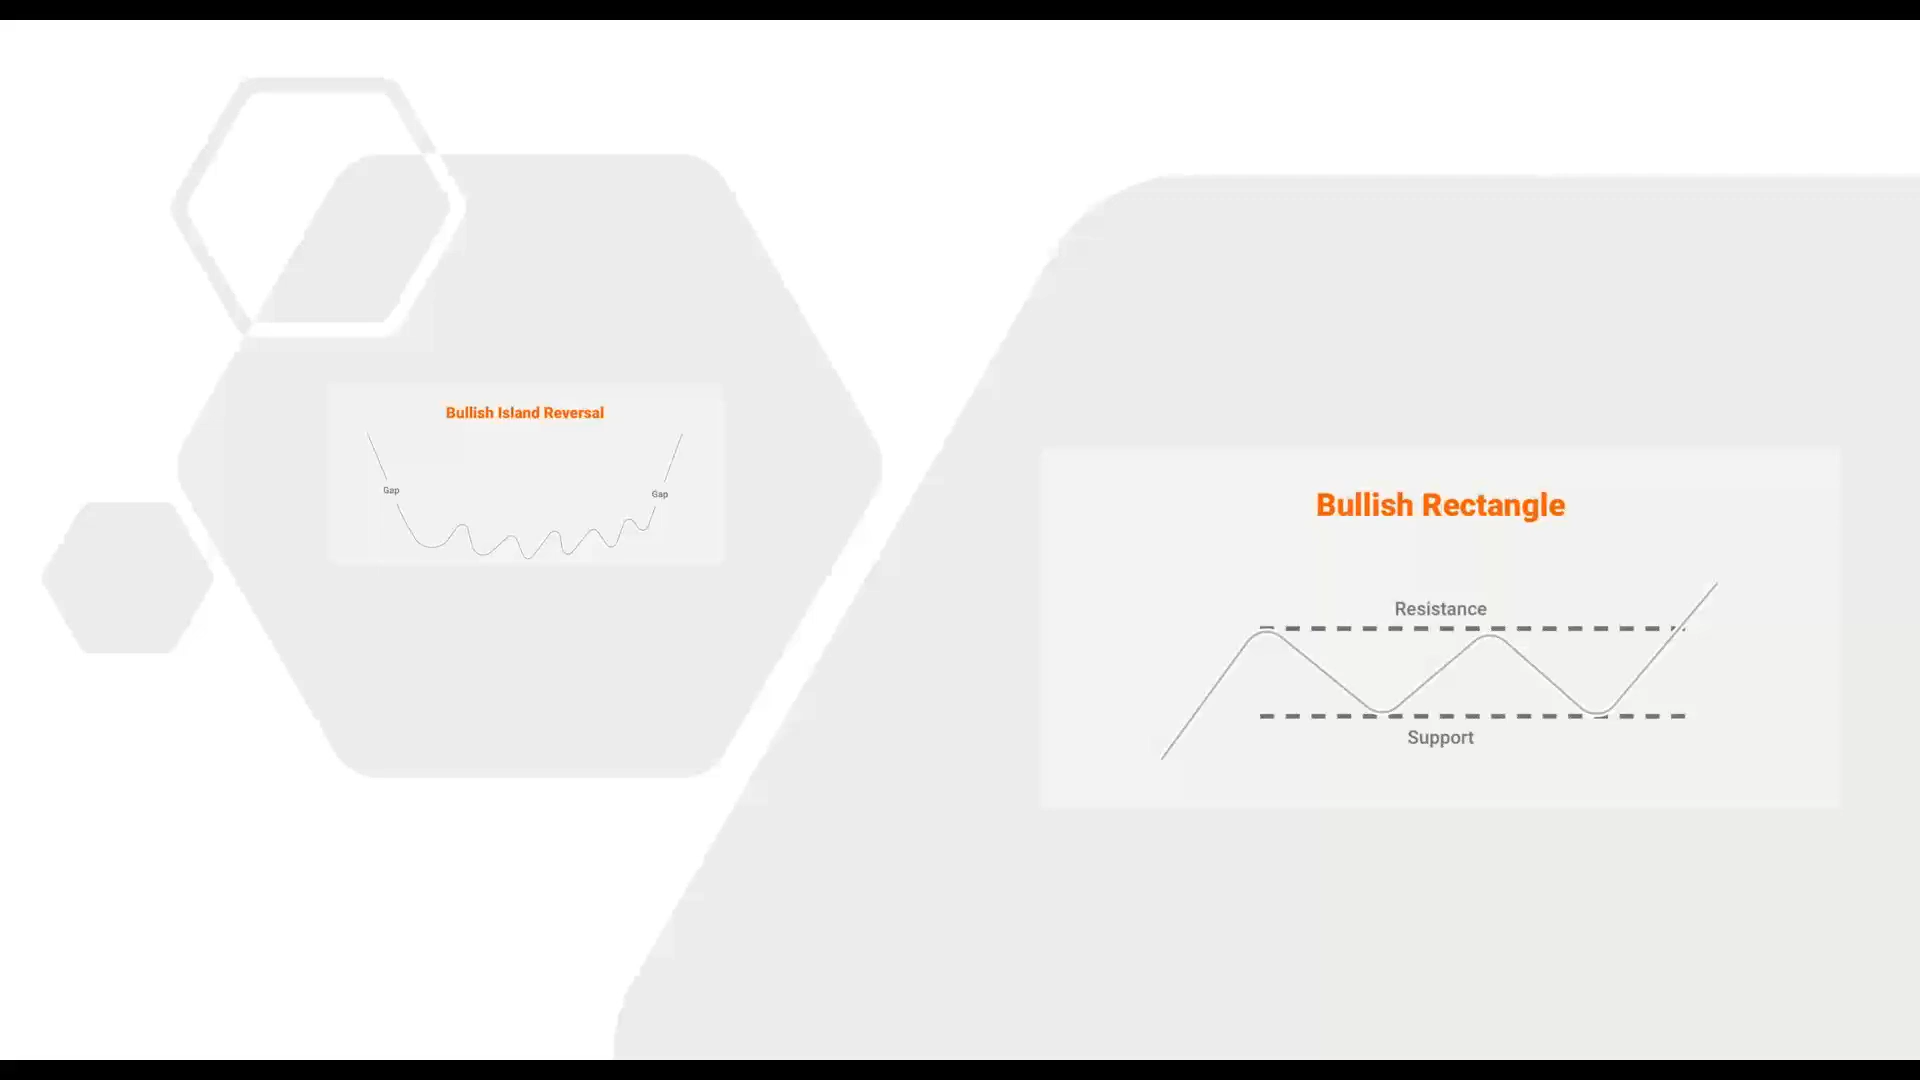 Bullish Island Reversal
Gap
Gap
Bullish Rectangle
Resistance
Support